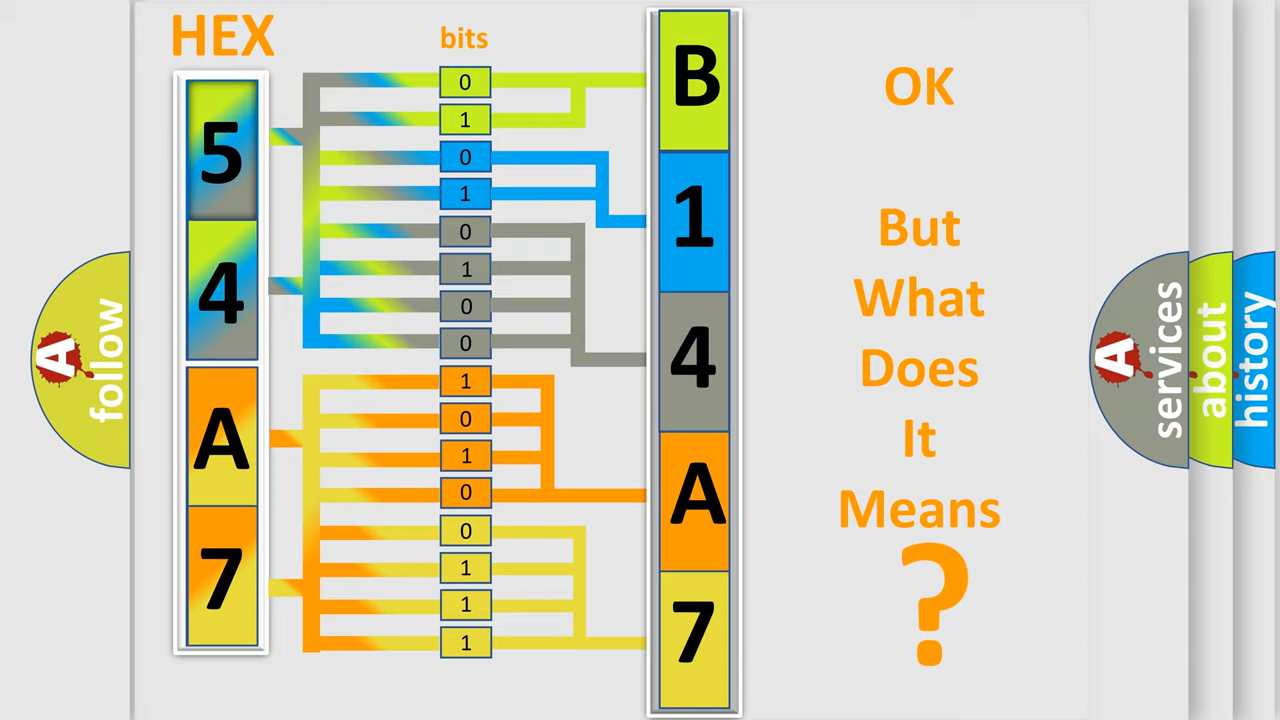 HEX
bits
5
4
A
7
0
1
0
1
0
1
0
0
1
0
1
0
0
1
1
1
B
1
4
A
7
OK
But
What
Does
It
Means
?
A
follow
A
services
about
history